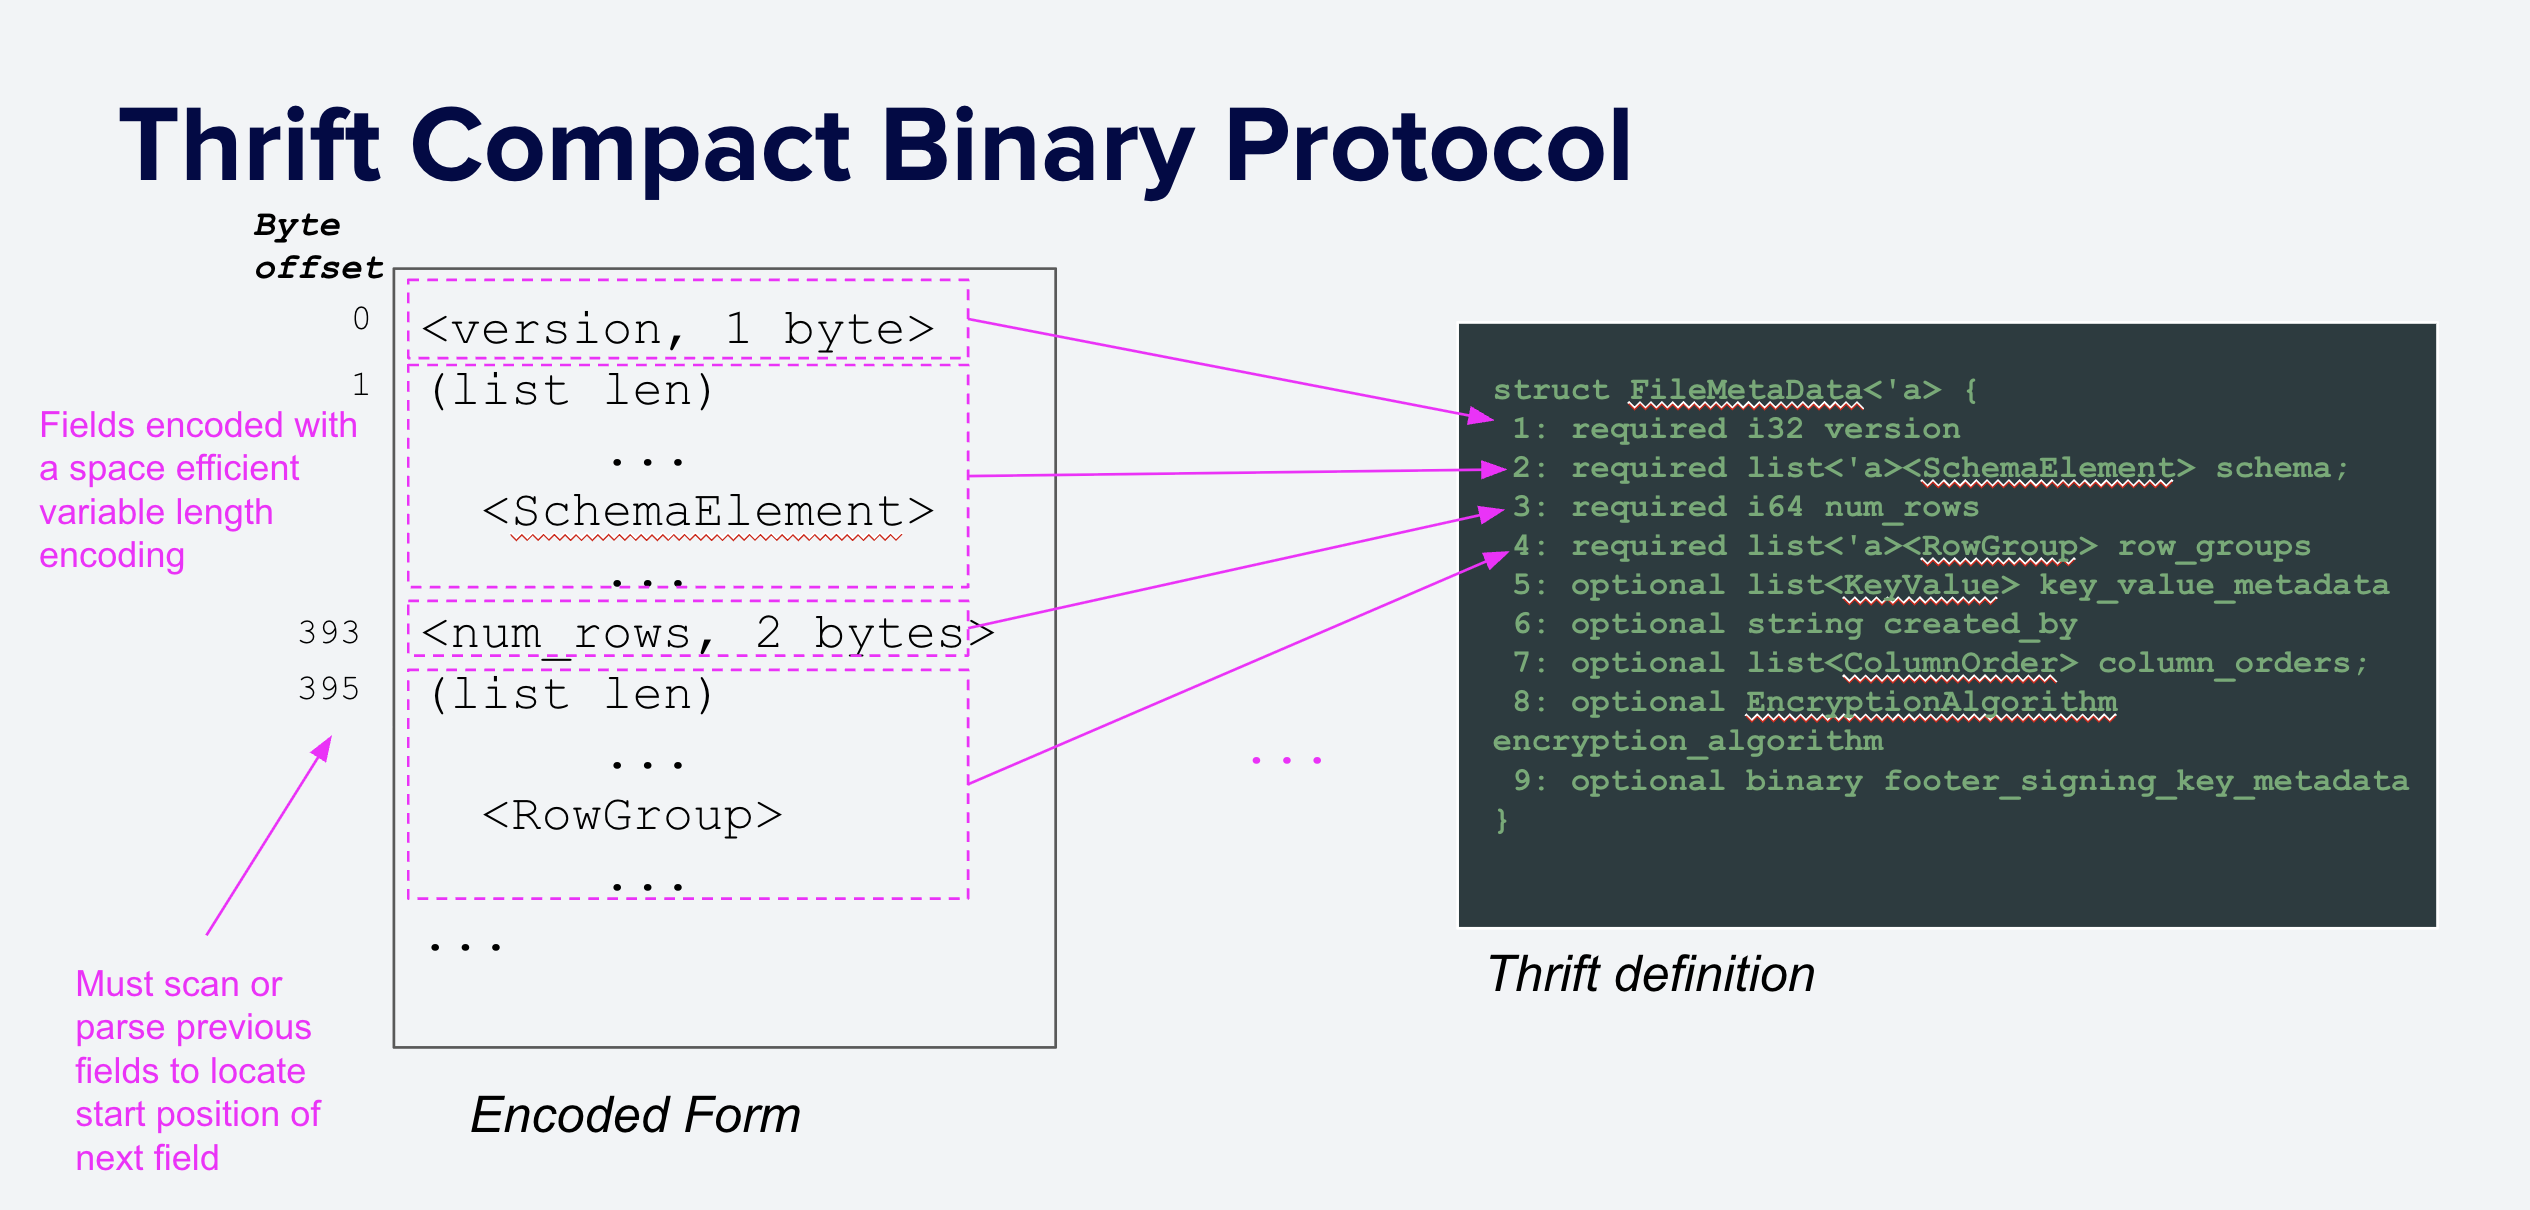 Thrift Compact Binary Protocol
Byte
offset
0
<version, 1 byte>
1
(list len)
...
<SchemaElement>
...
393
<num_rows, 2 bytes>
395
(list len)
...
<RowGroup>
...
...
Fields encoded with
a space efficient
variable length
encoding
Must scan or
parse previous
fields to locate
start position of
next field
Encoded Form
...
struct FileMetaData<'a> {
1: required i32 version
2: required list<'a><SchemaElement> schema;
3: required i64 num_rows
4: required list<'a><RowGroup> row_groups
5: optional list<KeyValue> key_value_metadata
6: optional string created_by
7: optional list<ColumnOrder> column_orders;
8: optional EncryptionAlgorithm
encryption_algorithm
9: optional binary footer_signing_key_metadata
}
Thrift definition